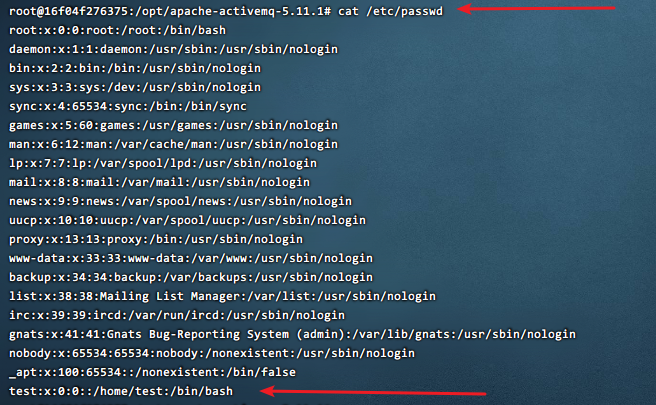 root@16f04f276375:/opt/apache-activemq-5.11.1# cat /etc/passwd
root:x:0:0:root:/root:/bin/bash
daemon:x:1:1:daemon:/usr/sbin:/usr/sbin/nologin
bin:x:2:2:bin:/bin:/usr/sbin/nologin
sys:x:3:3:sys:/dev:/usr/sbin/nologin
sync:x:4:65534:sync:/bin:/bin/sync
games:x:5:60:games:/usr/games:/usr/sbin/nologin
man:x:6:12:man:/var/cache/man:/usr/sbin/nologin
lp:x:7:7:lp:/var/spool/lpd:/usr/sbin/nologin
mail:x:8:8:mail:/var/mail:/usr/sbin/nologin
news:x:9:9:news:/var/spool/news:/usr/sbin/nologin
uucp:x:10:10:uucp:/var/spool/uucp:/usr/sbin/nologin
proxy:x:13:13:proxy:/bin:/usr/sbin/nologin
www-data:x:33:33:www-data:/var/www:/usr/sbin/nologin
backup:x:34:34:backup:/var/backups:/usr/sbin/nologin
list:x:38:38:Mailing List Manager:/var/list:/usr/sbin/nologin
irc:x:39:39:ircd:/var/run/ircd:/usr/sbin/nologin
gnats:x:41:41:Gnats Bug-Reporting System (admin):/var/lib/gnats:/usr/sbin/nologin
nobody:x:65534:65534:nobody:/nonexistent:/usr/sbin/nologin
_apt:x:100:65534::/nonexistent:/bin/false
test:x:0:0::/home/test:/bin/bash